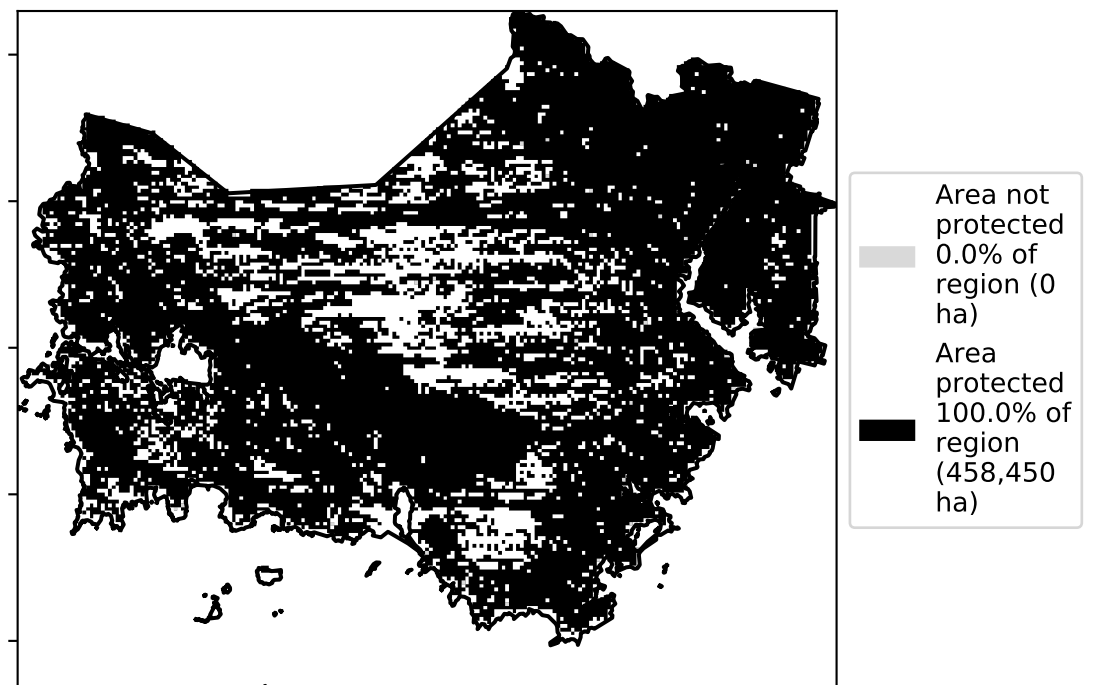 Area not
protected
0.0% of
region (0
ha)
Area
protected
100.0% of
region
(458,450
ha)